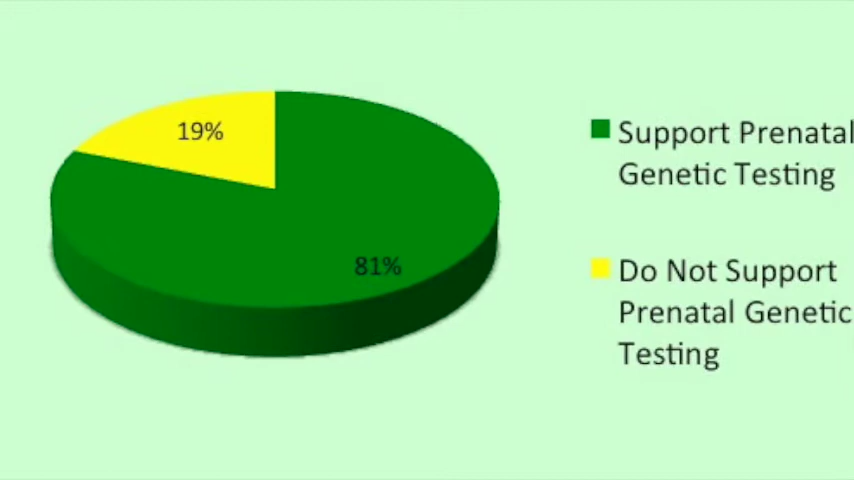 19%
81%
Support Prenatal
Genetic Testing
Do Not Support
Prenatal Genetic
Testing